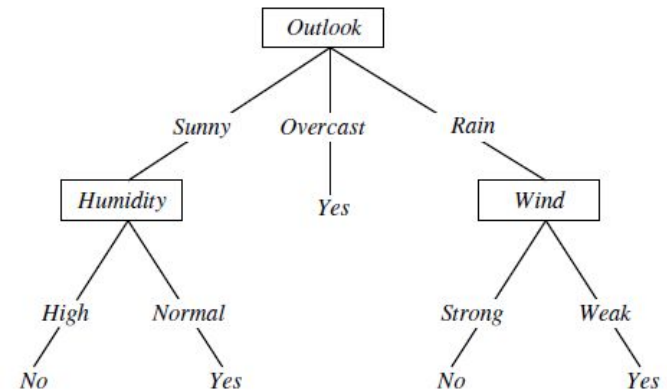 Outlook
Sunny Overcast Rain
Humidity Yes Wind
High Normal Strong Weak
No Yes No Yes